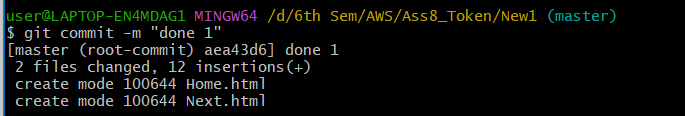 user@LAPTOP-EN4MDAG1 MINGW64 /d/6th Sem/AWS/Ass8_Token/New1 (master)
$ git commit -m "done 1"
[master (root-commit) aea43d6] done 1
 2 files changed, 12 insertions(+)
 create mode 100644 Home.html
 create mode 100644 Next.html